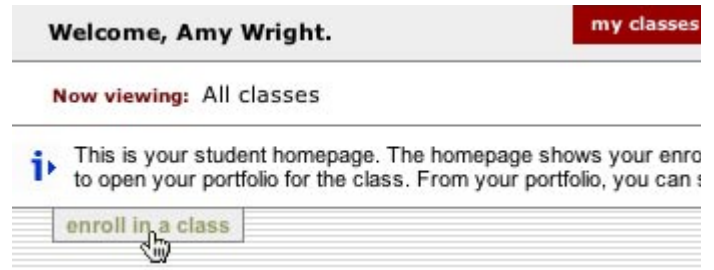 Welcome, Amy Wright.
my classes
Now viewing: All classes
This is your student homepage. The homepage shows your
to open your portfolio for the class. From your portfolio, you can
enroll in a class